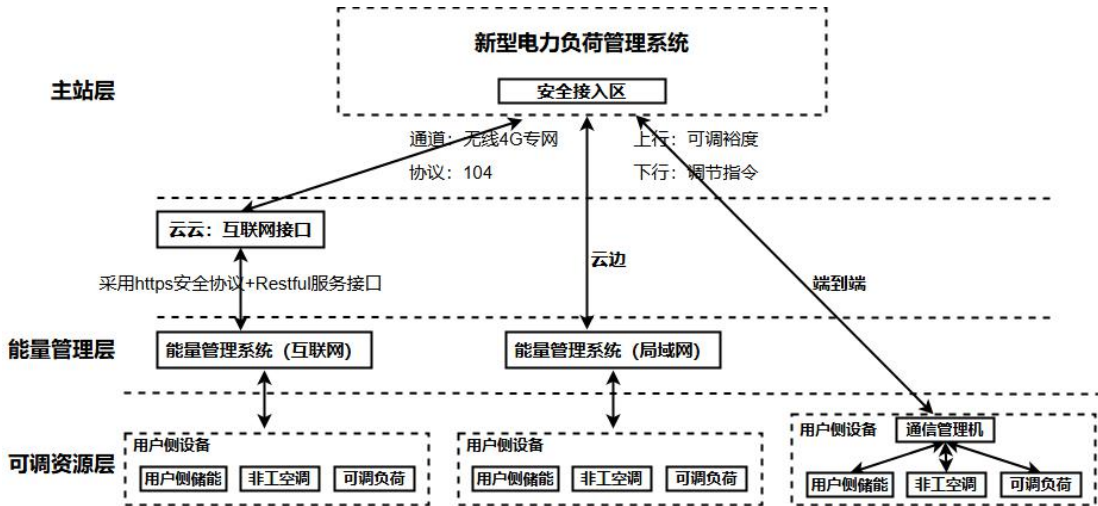 新型电力负荷管理系统
主站层
安全接入区
通道：无线4G专网
上行：可调裕度
协议：104
下行：调节指令
云云：互联网接口
云边
采用https安全协议+Restful服务接口
端到端
能量管理层
能量管理系统（互联网）
能量管理系统（局域网）
可调资源层
用户侧设备
用户侧储能
非工空调
可调负荷
用户侧设备
用户侧储能
非工空调
可调负荷
用户侧设备
通信管理机
用户侧储能
非工空调
可调负荷